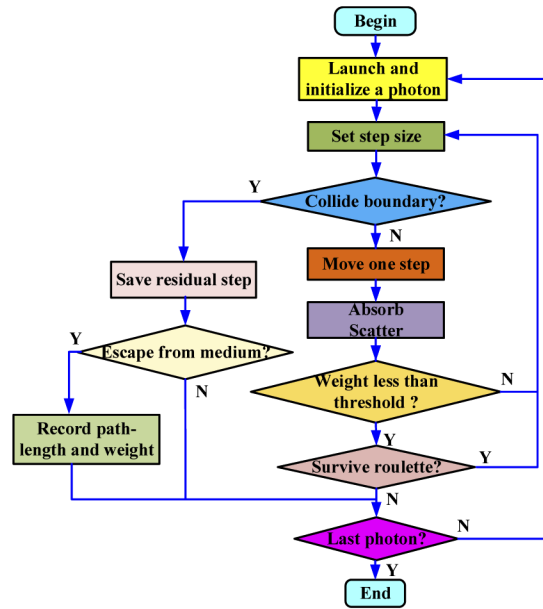 Begin
Launch and
initialize a photon
Set step size
Y
Collide boundary?
N
Save residual step
Move one step
Absorb
Scatter
Y
Escape from medium?
N
Weight less than
threshold ?
N
Record path-
length and weight
Y
Survive roulette?
Y
N
Last photon?
N
Y
End